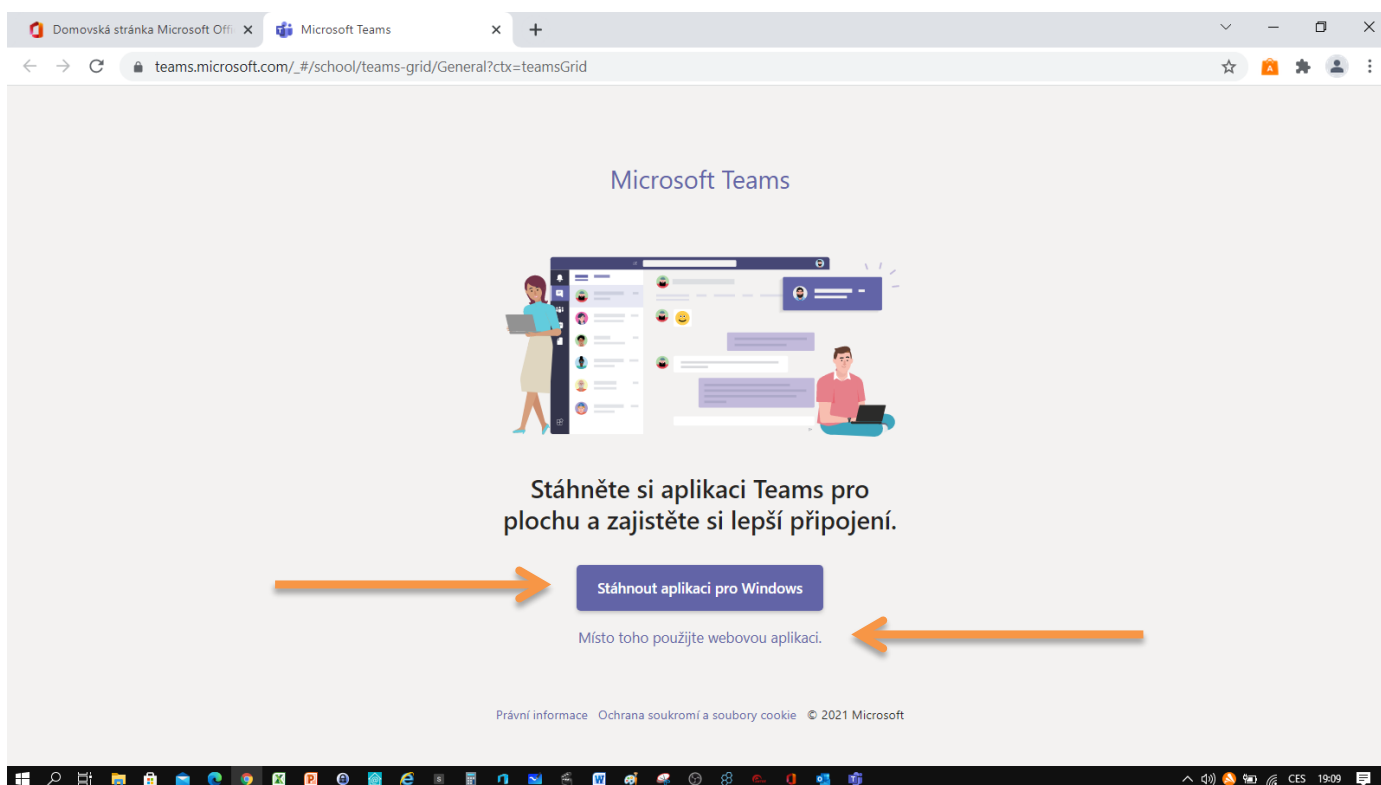 Domovská stránka Microsoft Offi
Microsoft Teams
teams.microsoft.com/_#/school/teams-grid/General?ctx=teamsGrid
Microsoft Teams
Stáhněte si aplikaci Teams pro
plochu a zajistěte si lepší připojení.
Stáhnout aplikaci pro Windows
Místo toho použijte webovou aplikaci.
Právní informace Ochrana soukromí a soubory cookie © 2021 Microsoft
CES 19:09